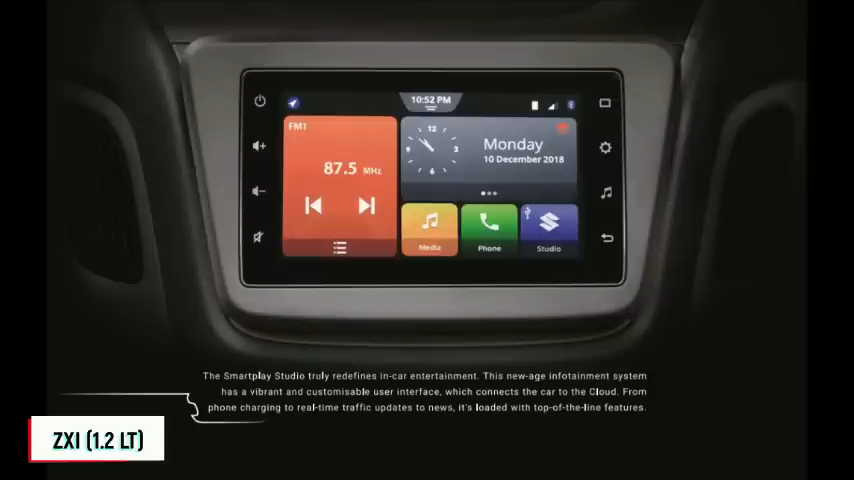 10:52 PM
FM1
87.5 MHz
12
3
6
9
Monday
10 December 2018
Media
Phone
Studio
The Smartplay Studio truly redefines in-car entertainment. This new-age infotainment system
has a vibrant and customisable user interface, which connects the car to the Cloud. From
phone charging to real-time traffic updates to news, it's loaded with top-of-the-line features.
ZXI (1.2 LT)